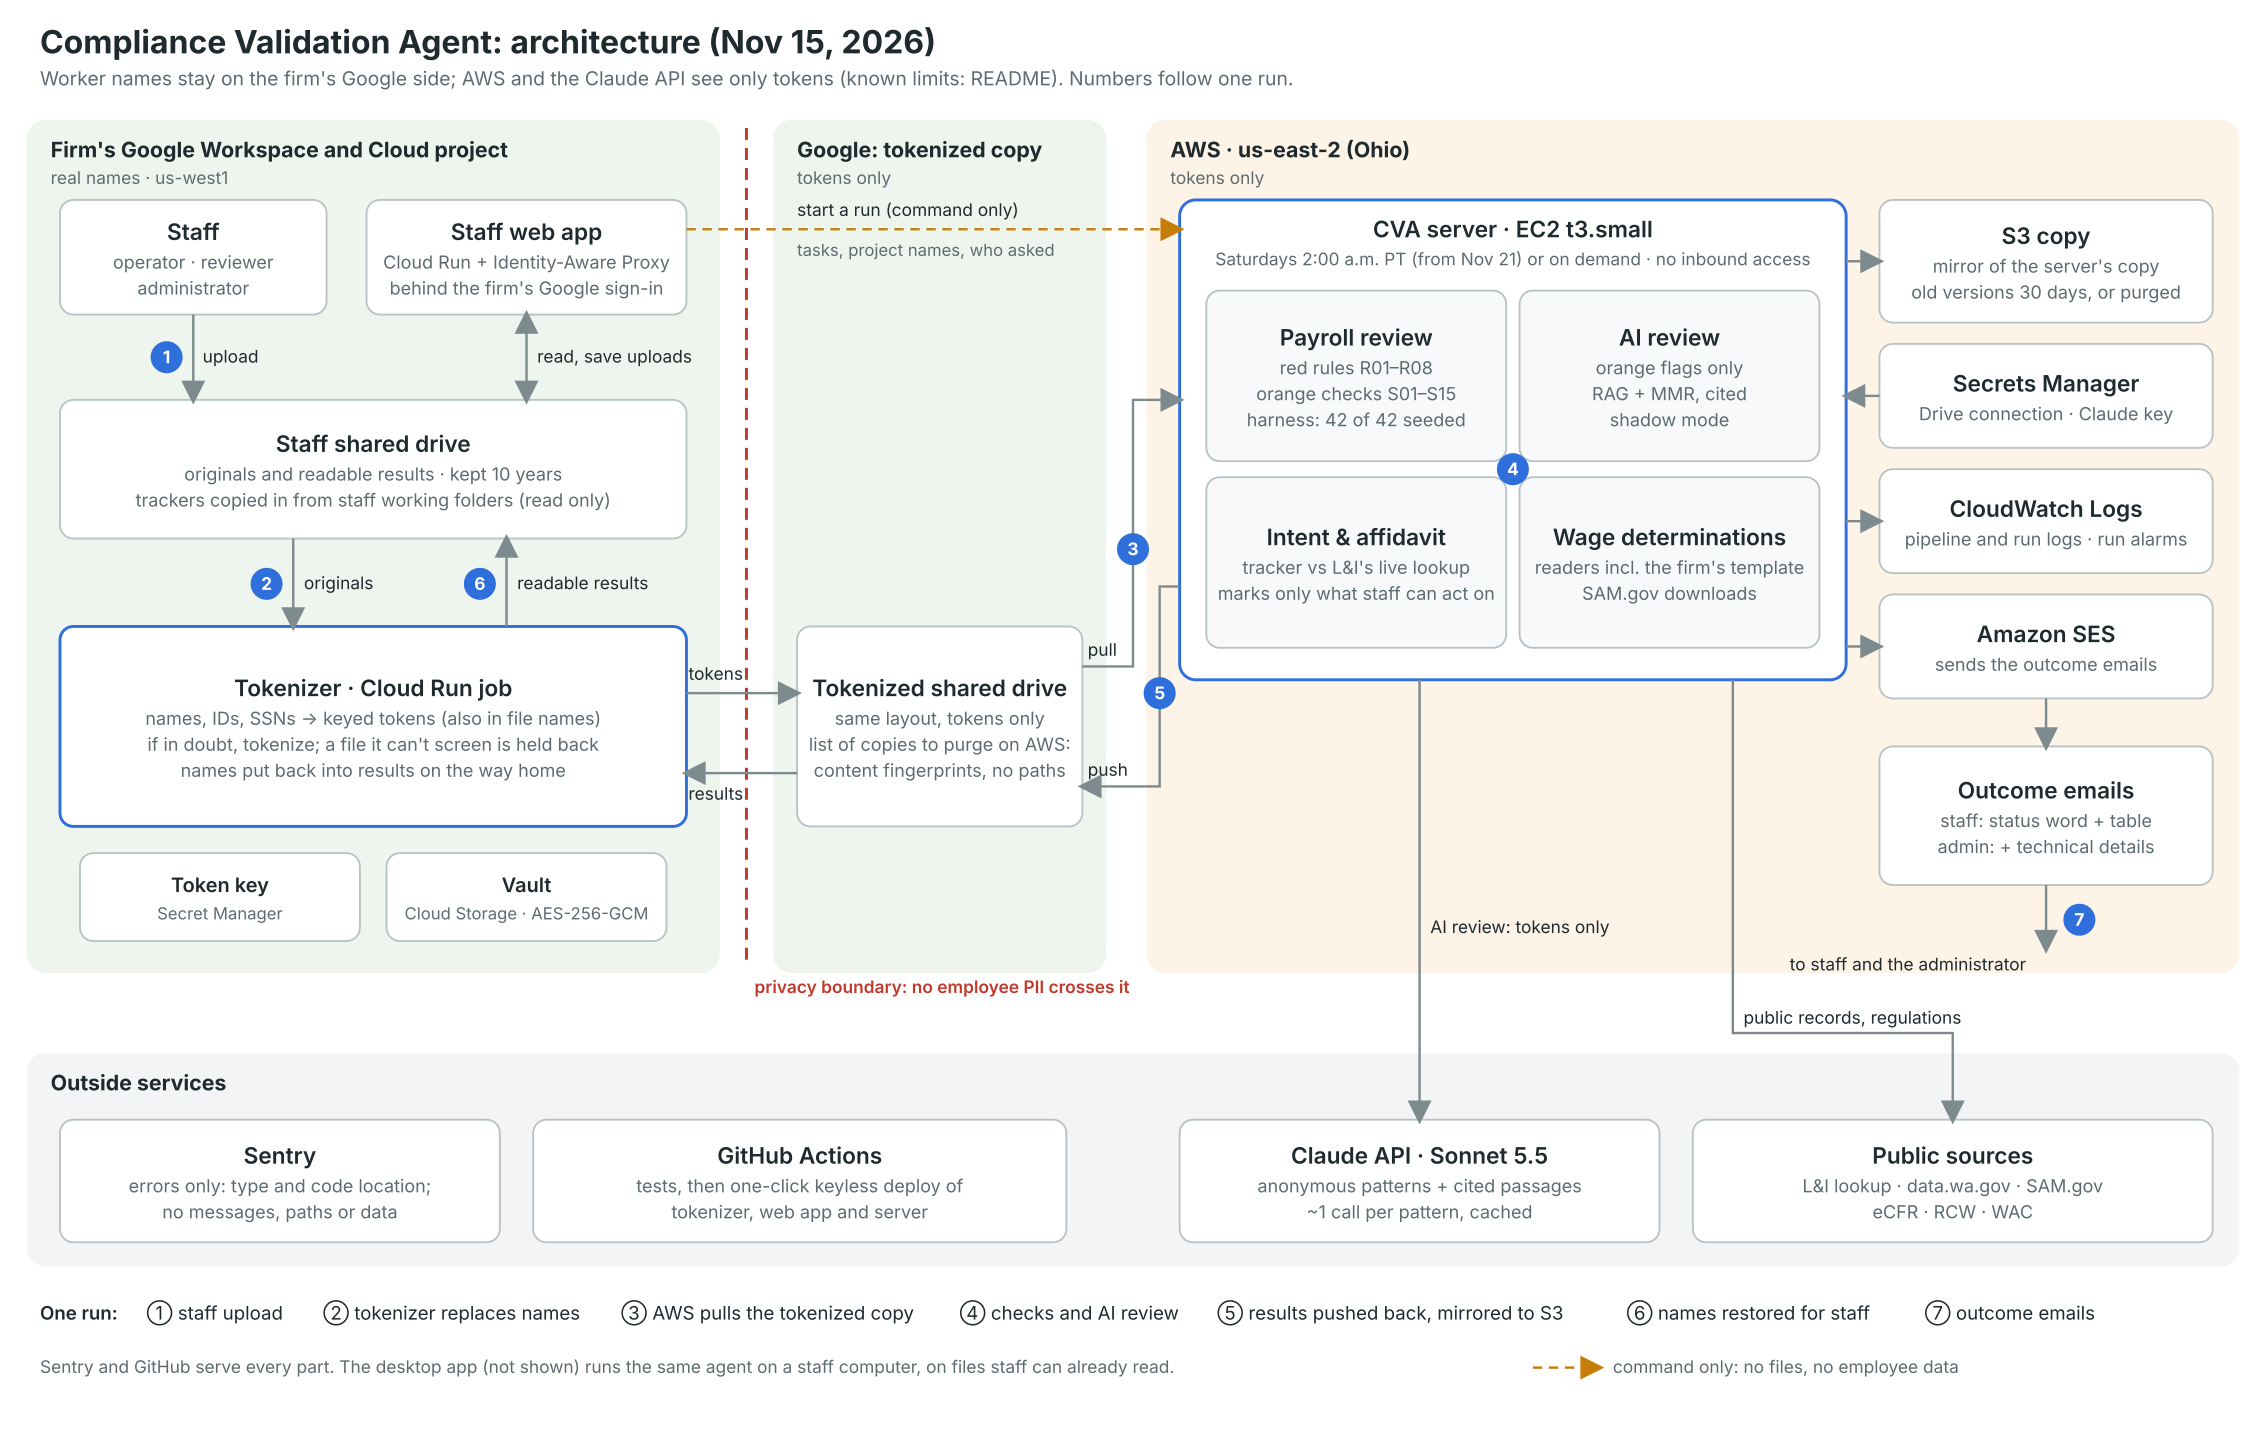 Compliance Validation Agent: architecture (Nov 15, 2026)
Worker names stay on the firm's Google side; AWS and the Claude API see only tokens (known limits: README). Numbers follow one run.
Firm's Google Workspace and Cloud project
real names · us-west1
Staff
operator · reviewer
administrator
Staff web app
Cloud Run + Identity-Aware Proxy
behind the firm's Google sign-in
1
upload
read, save uploads
Staff shared drive
originals and readable results · kept 10 years
trackers copied in from staff working folders (read only)
2
originals
6
readable results
Tokenizer · Cloud Run job
names, IDs, SSNs → keyed tokens (also in file names)
if in doubt, tokenize; a file it can't screen is held back
names put back into results on the way home
tokens
results
Token key
Secret Manager
Vault
Cloud Storage · AES-256-GCM
Google: tokenized copy
tokens only
start a run (command only)
tasks, project names, who asked
Tokenized shared drive
same layout, tokens only
list of copies to purge on AWS:
content fingerprints, no paths
pull
push
3
5
privacy boundary: no employee PII crosses it
AWS · us-east-2 (Ohio)
tokens only
CVA server · EC2 t3.small
Saturdays 2:00 a.m. PT (from Nov 21) or on demand · no inbound access
Payroll review
red rules R01–R08
orange checks S01–S15
harness: 42 of 42 seeded
AI review
orange flags only
RAG + MMR, cited
shadow mode
4
Intent & affidavit
tracker vs L&I's live lookup
marks only what staff can act on
Wage determinations
readers incl. the firm's template
SAM.gov downloads
S3 copy
mirror of the server's copy
old versions 30 days, or purged
Secrets Manager
Drive connection · Claude key
CloudWatch Logs
pipeline and run logs · run alarms
Amazon SES
sends the outcome emails
Outcome emails
staff: status word + table
admin: + technical details
7
to staff and the administrator
AI review: tokens only
public records, regulations
Outside services
Sentry
errors only: type and code location;
no messages, paths or data
GitHub Actions
tests, then one-click keyless deploy of
tokenizer, web app and server
Claude API · Sonnet 5.5
anonymous patterns + cited passages
~1 call per pattern, cached
Public sources
L&I lookup · data.wa.gov · SAM.gov
eCFR · RCW · WAC
One run: ① staff upload ② tokenizer replaces names ③ AWS pulls the tokenized copy ④ checks and AI review ⑤ results pushed back, mirrored to S3 ⑥ names restored for staff ⑦ outcome emails
Sentry and GitHub serve every part. The desktop app (not shown) runs the same agent on a staff computer, on files staff can already read.
command only: no files, no employee data